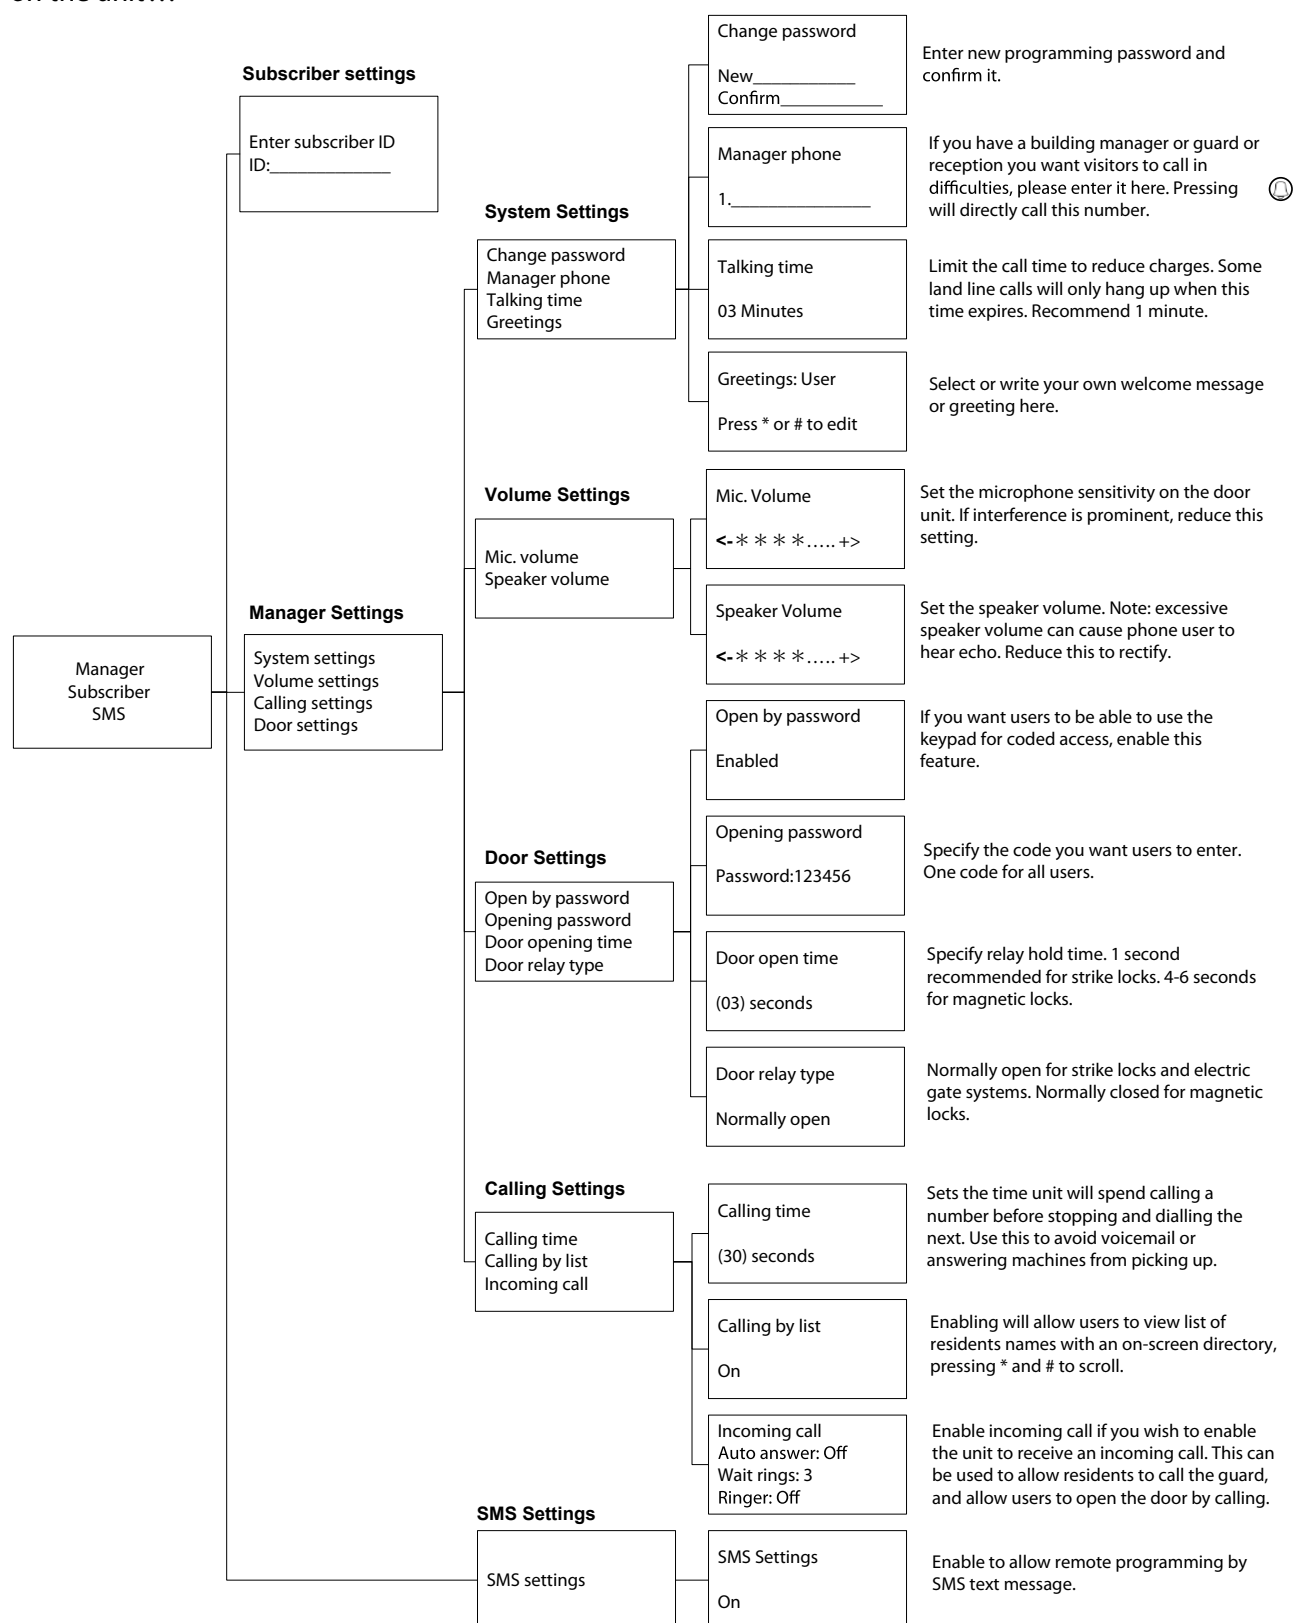 Subscriber settings
Enter subscriber ID
ID:_____________
Manager
Subscriber
SMS
Manager Settings
System settings
Volume settings
Calling settings
Door settings
System Settings
Change password
Manager phone
Talking time
Greetings
Change password
New___________
Confirm___________
Enter new programming password and
confirm it.
Manager phone
1._______________
If you have a building manager or guard or
reception you want visitors to call in
difficulties, please enter it here. Pressing
will directly call this number.
Talking time
03 Minutes
Limit the call time to reduce charges. Some
land line calls will only hang up when this
time expires. Recommend 1 minute.
Greetings: User
Press * or # to edit
Select or write your own welcome message
or greeting here.
Volume Settings
Mic. volume
Speaker volume
Mic. Volume
<-＊＊＊＊..... +>
Set the microphone sensitivity on the door
unit. If interference is prominent, reduce this
setting.
Speaker Volume
<-＊＊＊＊..... +>
Set the speaker volume. Note: excessive
speaker volume can cause phone user to
hear echo. Reduce this to rectify.
Door Settings
Open by password
Opening password
Door opening time
Door relay type
Open by password
Enabled
If you want users to be able to use the
keypad for coded access, enable this
feature.
Opening password
Password:123456
Specify the code you want users to enter.
One code for all users.
Door open time
(03) seconds
Specify relay hold time. 1 second
recommended for strike locks. 4-6 seconds
for magnetic locks.
Door relay type
Normally open
Normally open for strike locks and electric
gate systems. Normally closed for magnetic
locks.
Calling Settings
Calling time
Calling by list
Incoming call
Calling time
(30) seconds
Sets the time unit will spend calling a
number before stopping and dialling the
next. Use this to avoid voicemail or
answering machines from picking up.
Calling by list
On
Enabling will allow users to view list of
residents names with an on-screen directory,
pressing * and # to scroll.
Incoming call
Auto answer: Off
Wait rings: 3
Ringer: Off
Enable incoming call if you wish to enable
the unit to receive an incoming call. This can
be used to allow residents to call the guard,
and allow users to open the door by calling.
SMS Settings
SMS settings
SMS Settings
On
Enable to allow remote programming by
SMS text message.